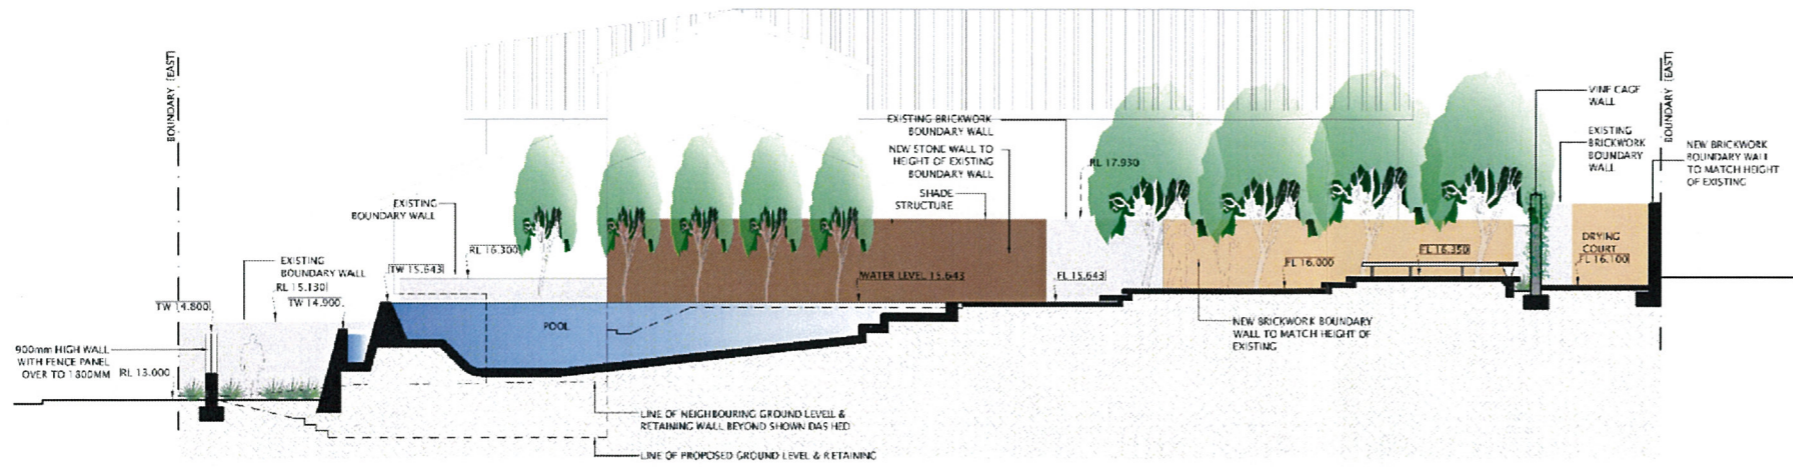 BOUNDARY (EAST)
EXISTING
BOUNDARY WALL
RL 15.130
TW 14.800
TW 14.900
900mm HIGH WALL
WITH FENCE PANEL
OVER TO 1800MM
RL 13.000
EXISTING
BOUNDARY WALL
RL 16.300
TW 15.643
POOL
EXISTING BRICKWORK
BOUNDARY WALL
NEW STONE WALL TO
HEIGHT OF EXISTING
BOUNDARY WALL
SHADE
STRUCTURE
RL 17.930
WATER LEVEL 15.643
FL 15.643
FL 16.000
FL 16.350
NEW BRICKWORK BOUNDARY
WALL TO MATCH HEIGHT OF
EXISTING
LINE OF NEIGHBOURING GROUND LEVEL &
RETAINING WALL BEYOND SHOWN DASHED
LINE OF PROPOSED GROUND LEVEL & RETAINING
VINE CAGE
WALL
EXISTING
BRICKWORK
BOUNDARY
WALL
DRYING
COURT
FL 16.100
BOUNDARY (EAST)
NEW BRICKWORK
BOUNDARY WALL
TO MATCH HEIGHT
OF EXISTING